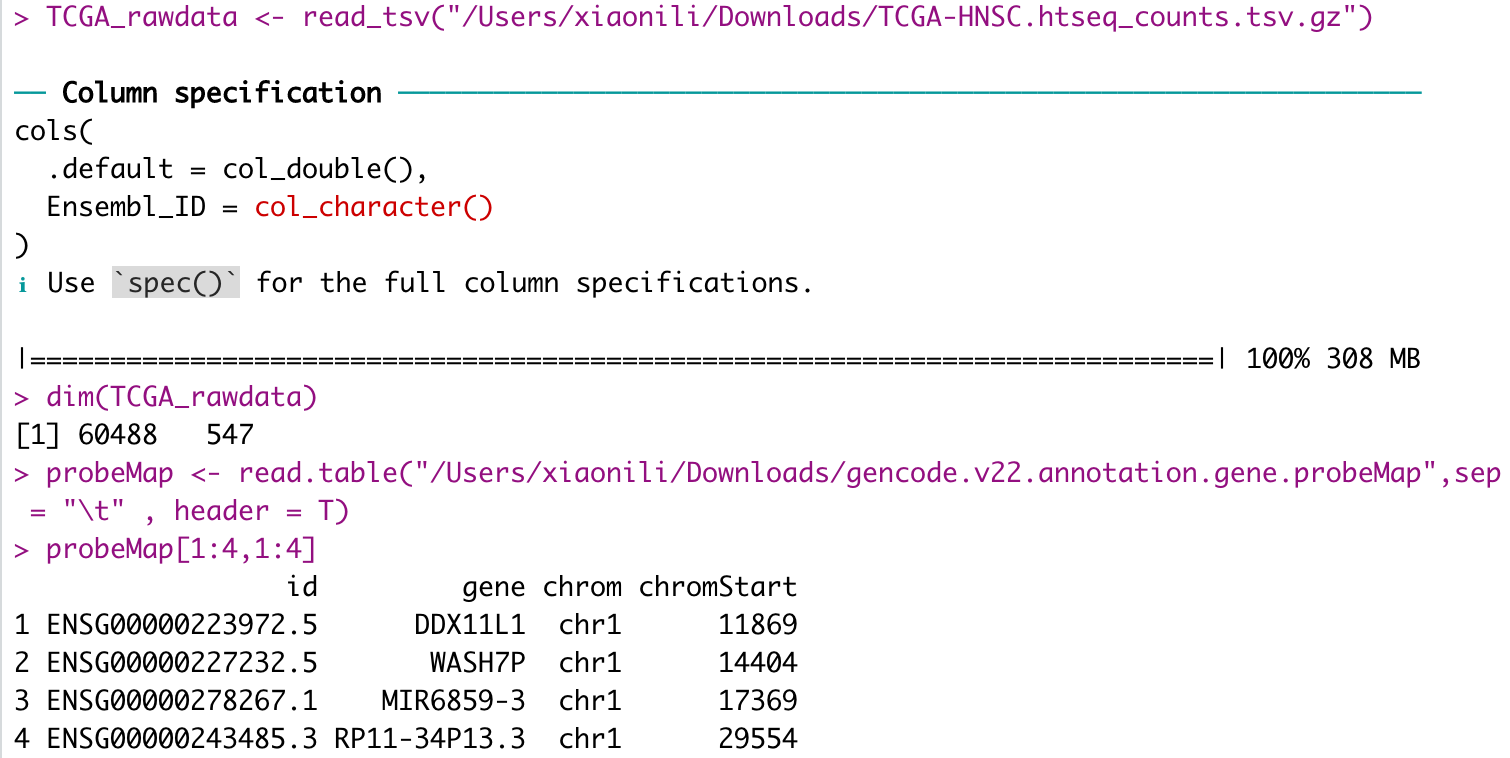 > TCGA_rawdata <- read_tsv("/Users/xiaonili/Downloads/TCGA-HNSC.htseq_counts.tsv.gz")
── Column specification ────────────────────────────────────────────────────────────────
cols(
  .default = col_double(),
  Ensembl_ID = col_character()
)
ℹ Use `spec()` for the full column specifications.
|==========================================================================| 100% 308 MB
> dim(TCGA_rawdata)
[1] 60488   547
> probeMap <- read.table("/Users/xiaonili/Downloads/gencode.v22.annotation.gene.probeMap",sep
 = "\t" , header = T)
> probeMap[1:4,1:4]
                 id         gene chrom chromStart
1 ENSG00000223972.5      DDX11L1  chr1      11869
2 ENSG00000227232.5       WASH7P  chr1      14404
3 ENSG00000278267.1    MIR6859-3  chr1      17369
4 ENSG00000243485.3 RP11-34P13.3  chr1      29554